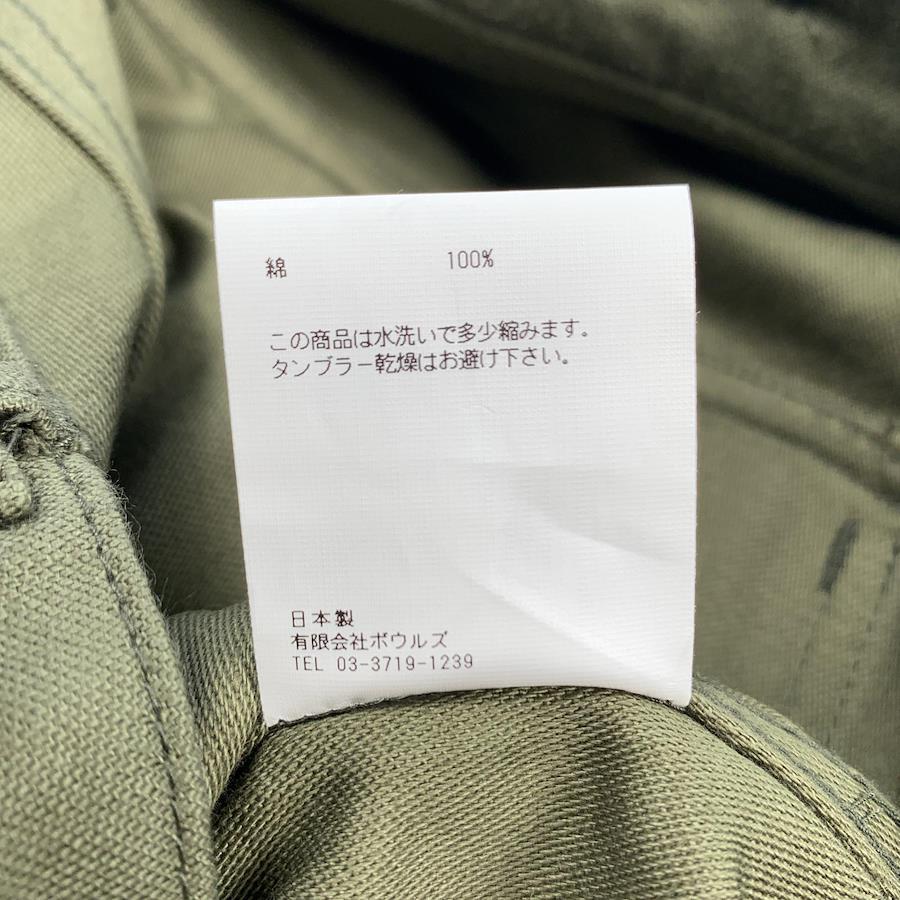 綿 100%
この商品は水洗いで多少縮みます。
タンブラー乾燥はお避け下さい。
日本製
有限会社ボウルズ
TEL 03-3719-1239